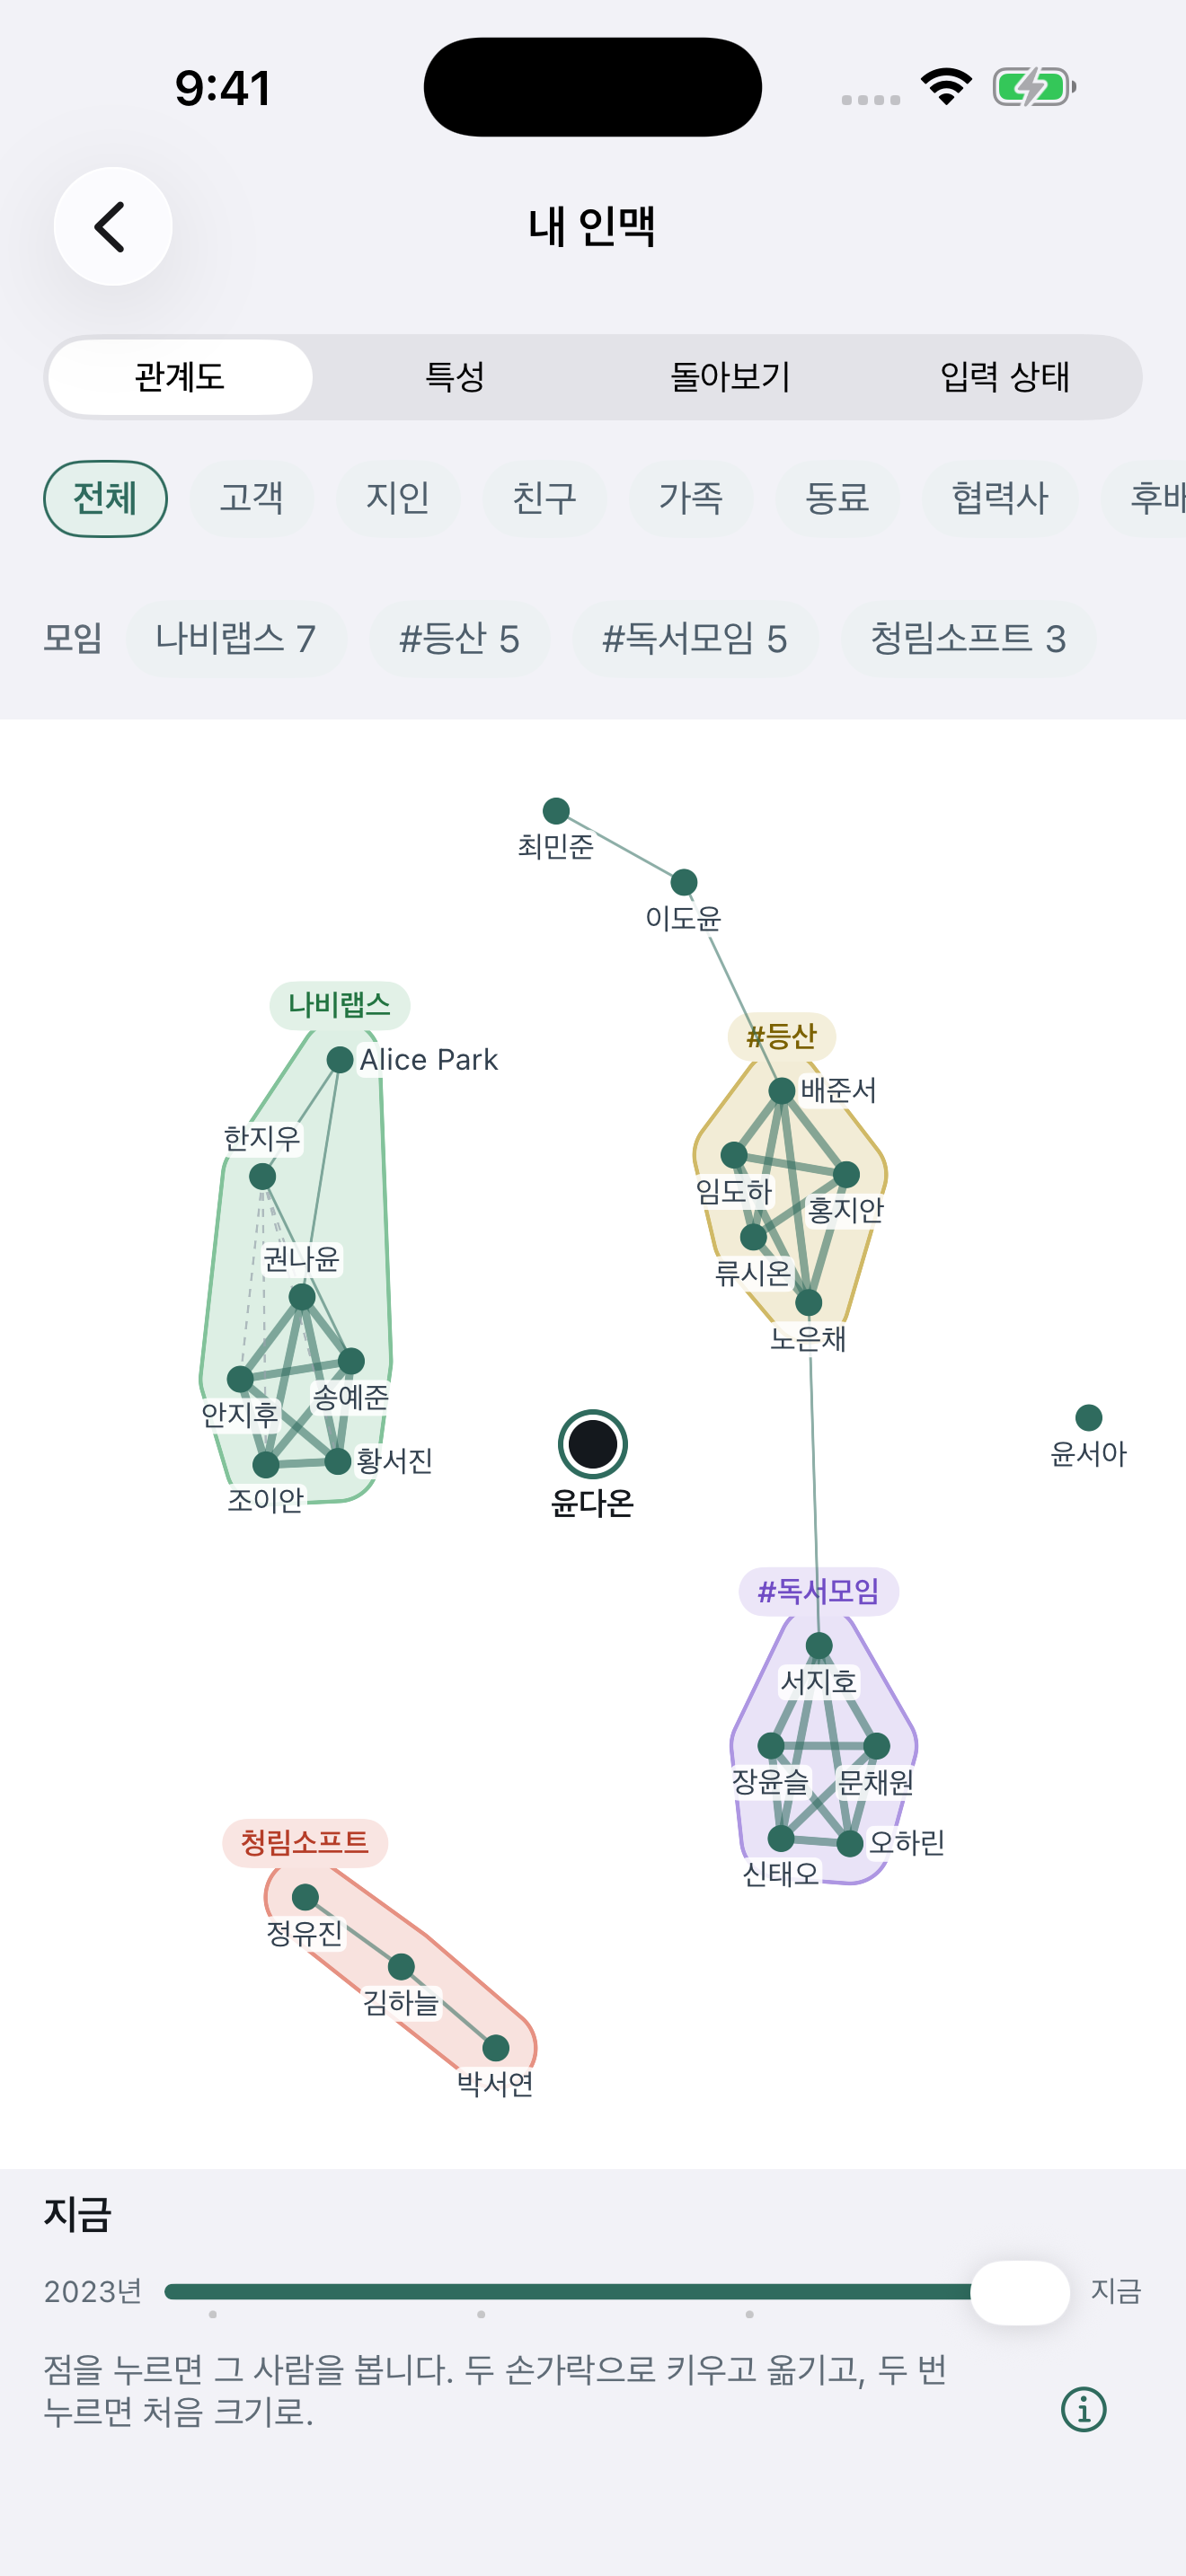 9:41
내 인맥
관계도 특성 돌아보기 입력 상태
전체 고객 지인 친구 가족 동료 협력사
모임 나비랩스 7 #등산 5 #독서모임 5 청림소프트 3
최민준
이도윤
나비랩스
#등산
Alice Park
배준서
한지우
임도하
홍지안
권나윤
류시온
노은채
송예준
안지후
윤서아
황서진
조이안
윤다온
#독서모임
서지호
장윤슬
문채원
청림소프트
오하린
신태오
정유진
김하늘
박서연
지금
2023년 지금
점을 누르면 그 사람을 봅니다. 두 손가락으로 키우고 옮기고, 두 번
누르면 처음 크기로.